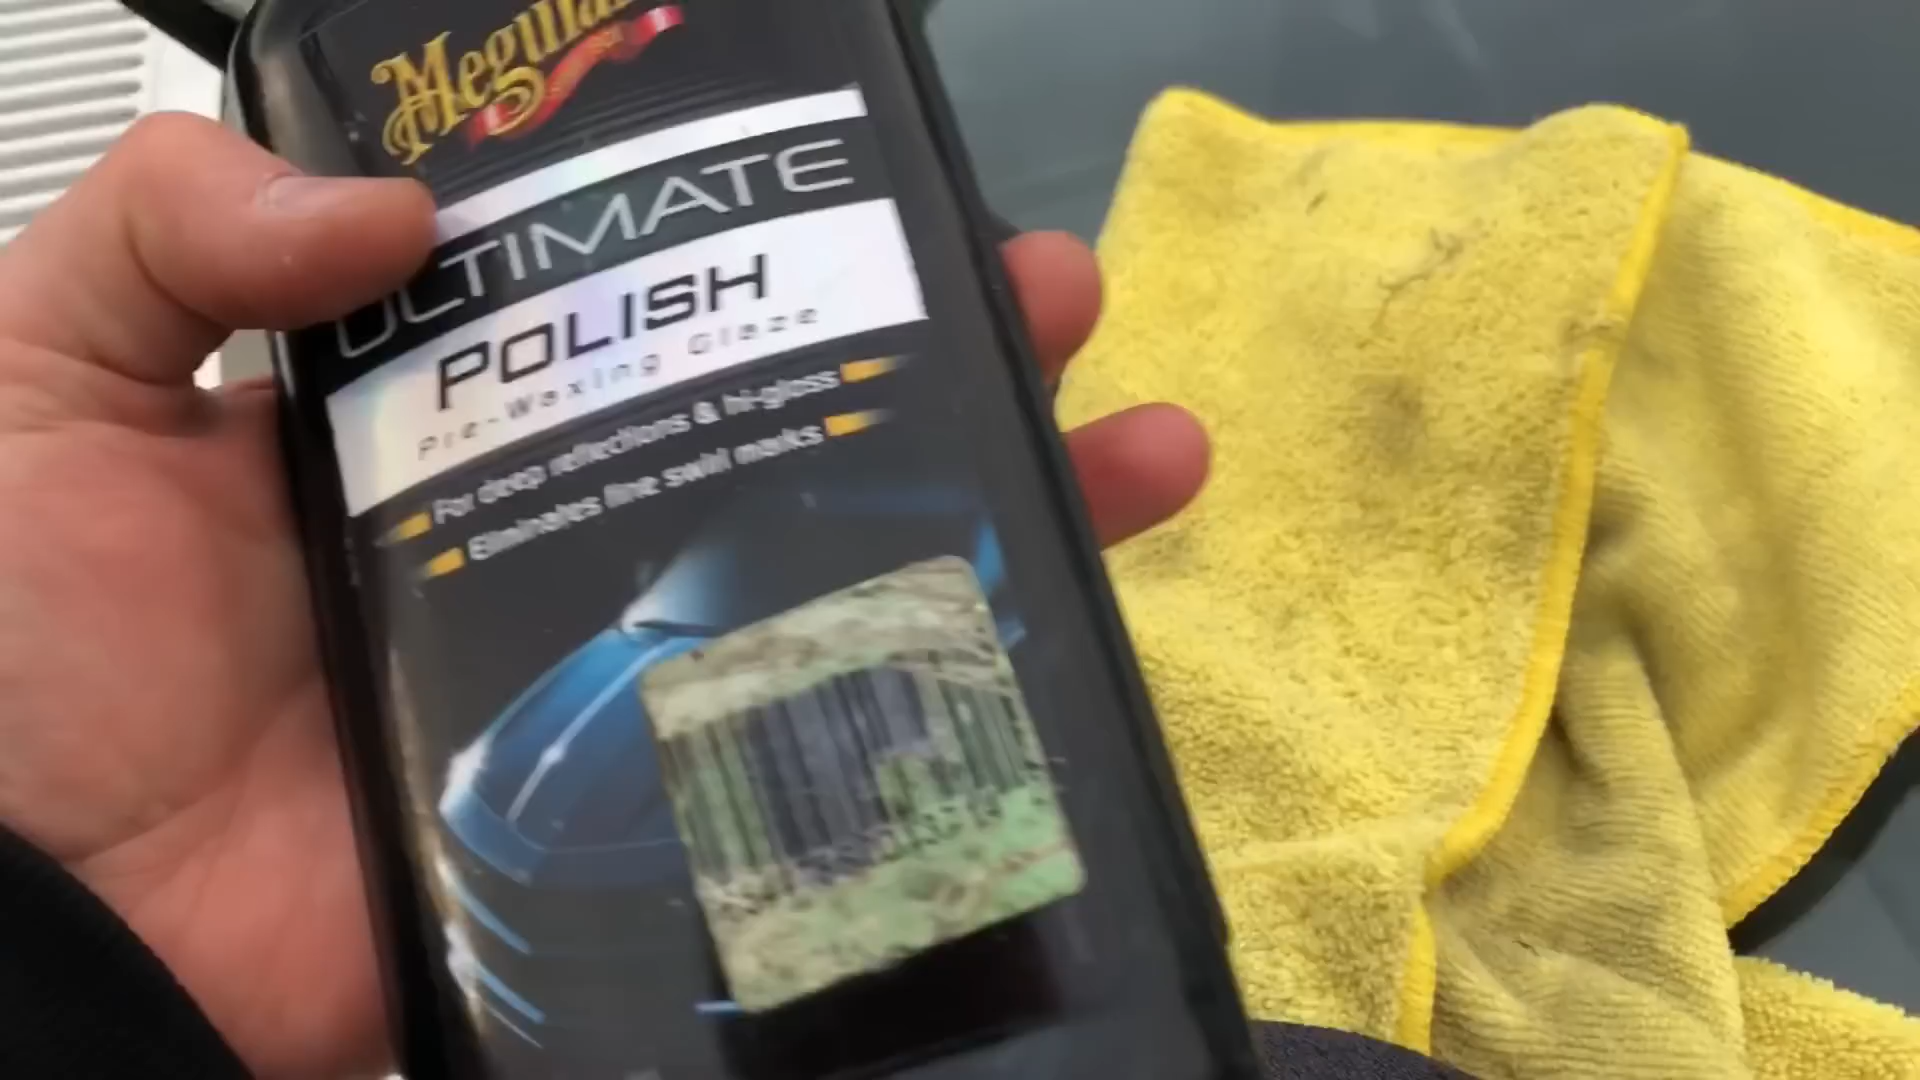 Meguiar
ULTIMATE
POLISH
Pre-Waxing Glaze
For deep reflections & hi-gloss
Eliminates fine swirl marks